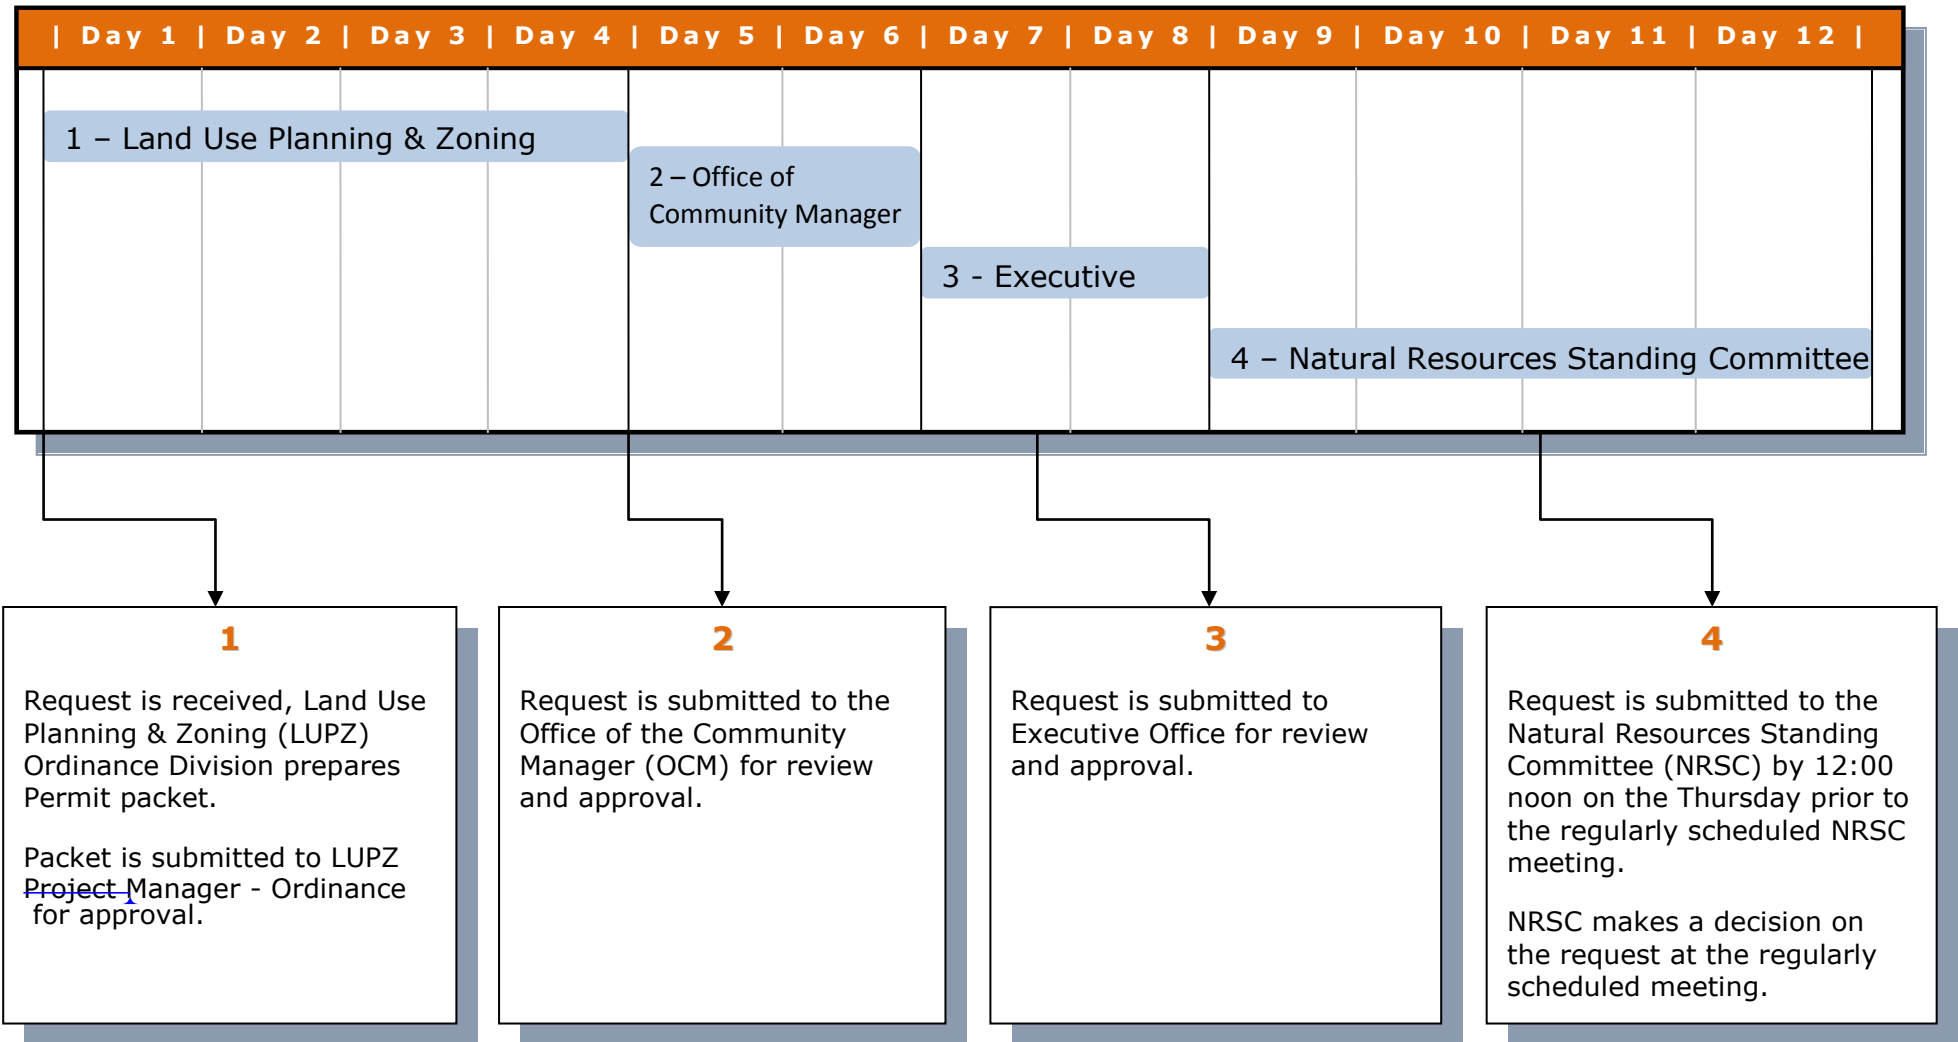 | Day 1 | Day 2 | Day 3 | Day 4 | Day 5 | Day 6 | Day 7 | Day 8 | Day 9 | Day 10 | Day 11 | Day 12 |
1 – Land Use Planning & Zoning
2 – Office of
Community Manager
3 - Executive
4 – Natural Resources Standing Committee
1
Request is received, Land Use
Planning & Zoning (LUPZ)
Ordinance Division prepares
Permit packet.
Packet is submitted to LUPZ
Project Manager - Ordinance
for approval.
2
Request is submitted to the
Office of the Community
Manager (OCM) for review
and approval.
3
Request is submitted to
Executive Office for review
and approval.
4
Request is submitted to the
Natural Resources Standing
Committee (NRSC) by 12:00
noon on the Thursday prior to
the regularly scheduled NRSC
meeting.
NRSC makes a decision on
the request at the regularly
scheduled meeting.